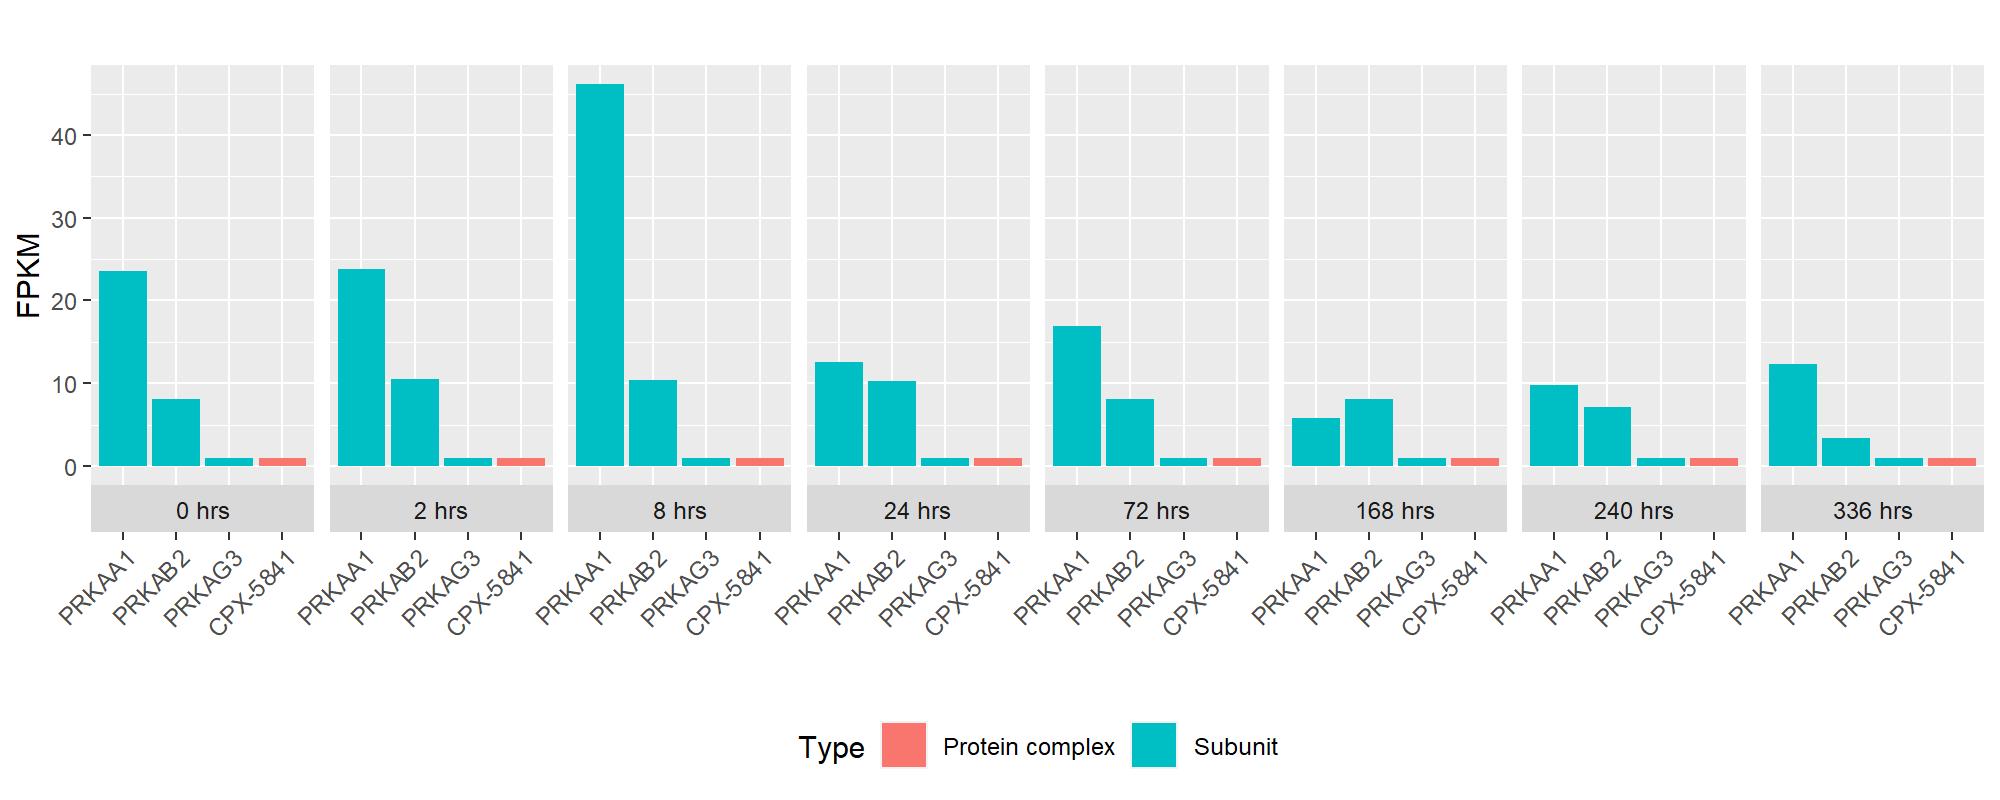 FPKM
40
30
20
10
0
0 hrs 2 hrs 8 hrs 24 hrs 72 hrs 168 hrs 240 hrs 336 hrs
PRKAA1 PRKAB2 PRKAG3 CPX-5841 PRKAA1 PRKAB2 PRKAG3 CPX-5841 PRKAA1 PRKAB2 PRKAG3 CPX-5841 PRKAA1 PRKAB2 PRKAG3 CPX-5841 PRKAA1 PRKAB2 PRKAG3 CPX-5841 PRKAA1 PRKAB2 PRKAG3 CPX-5841 PRKAA1 PRKAB2 PRKAG3 CPX-5841 PRKAA1 PRKAB2 PRKAG3 CPX-5841
Type Protein complex Subunit